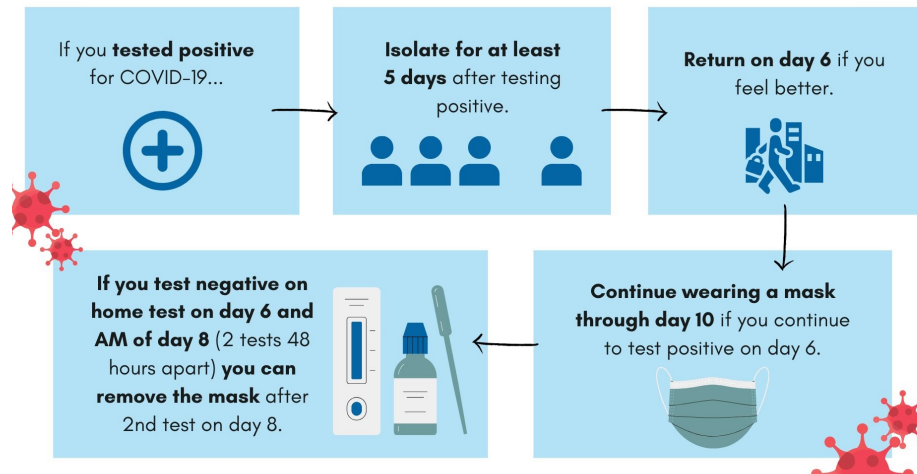 If you tested positive
for COVID-19...
Isolate for at least
5 days after testing
positive.
Return on day 6 if you
feel better.
Continue wearing a mask
through day 10 if you continue
to test positive on day 6.
If you test negative on
home test on day 6 and
AM of day 8 (2 tests 48
hours apart) you can
remove the mask after
2nd test on day 8.